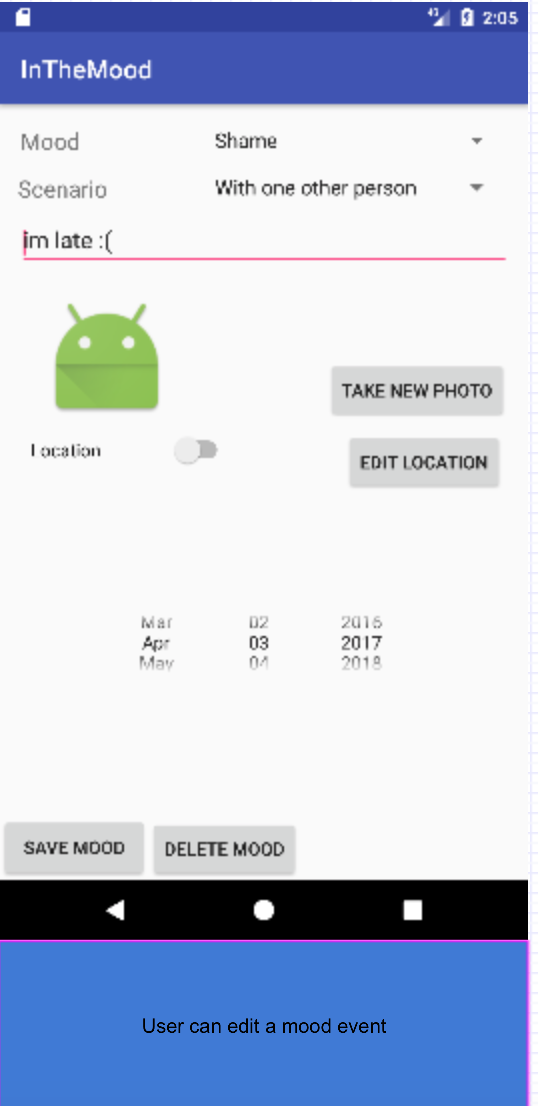 2:05
InTheMood
Mood Shame
Scenario With one other person
im late :(
TAKE NEW PHOTO
Location
EDIT LOCATION
Mar 02 2016
Apr 03 2017
May 04 2018
SAVE MOOD DELETE MOOD
User can edit a mood event